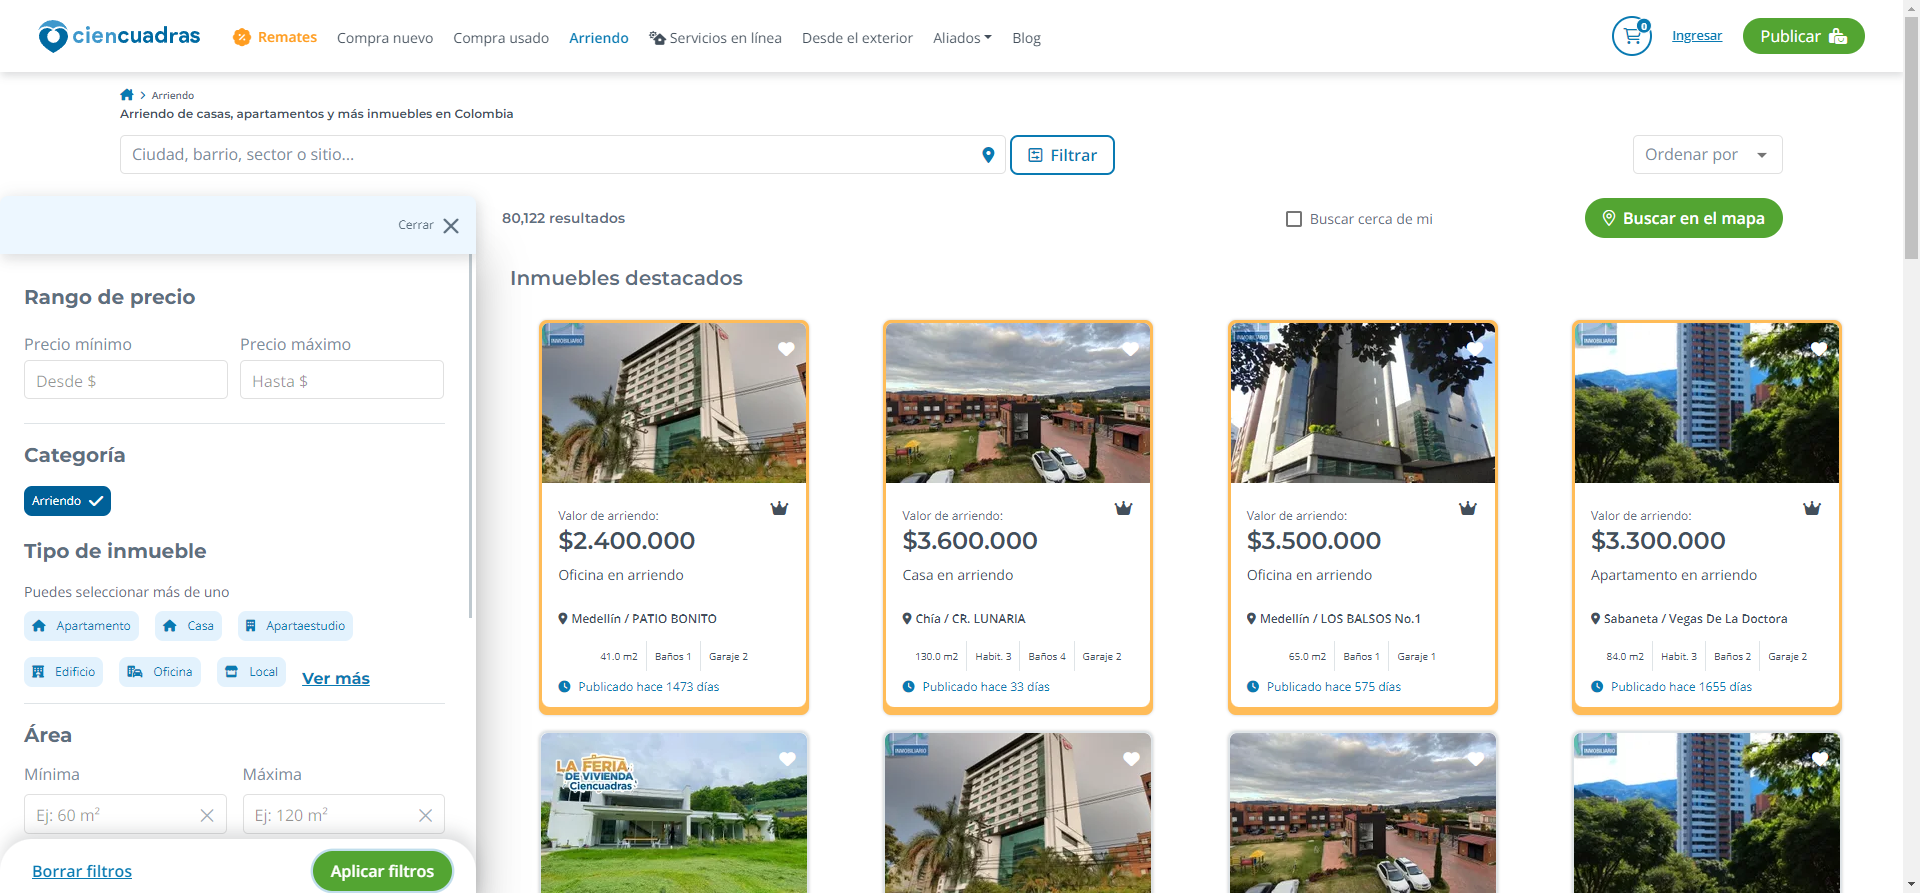 ciencuadras
Remates
Compra nuevo
Compra usado
Arriendo
Servicios en línea
Desde el exterior
Aliados
Blog
0
Ingresar
Publicar
Arriendo
Arriendo de casas, apartamentos y más inmuebles en Colombia
Ciudad, barrio, sector o sitio...
Filtrar
Ordenar por
Cerrar
80,122 resultados
Buscar cerca de mi
Buscar en el mapa
Rango de precio
Precio mínimo
Precio máximo
Desde $
Hasta $
Categoría
Arriendo
Tipo de inmueble
Puedes seleccionar más de uno
Apartamento
Casa
Apartaestudio
Edificio
Oficina
Local
Ver más
Área
Mínima
Máxima
Ej: 60 m²
Ej: 120 m²
Borrar filtros
Aplicar filtros
Inmuebles destacados
INMOBILIARIO
Valor de arriendo:
$2.400.000
Oficina en arriendo
Medellín / PATIO BONITO
41.0 m2
Baños 1
Garaje 2
Publicado hace 1473 días
Valor de arriendo:
$3.600.000
Casa en arriendo
Chía / CR. LUNARIA
130.0 m2
Habit. 3
Baños 4
Garaje 2
Publicado hace 33 días
INMOBILIARIO
Valor de arriendo:
$3.500.000
Oficina en arriendo
Medellín / LOS BALSOS No.1
65.0 m2
Baños 1
Garaje 1
Publicado hace 575 días
INMOBILIARIO
Valor de arriendo:
$3.300.000
Apartamento en arriendo
Sabaneta / Vegas De La Doctora
84.0 m2
Habit. 3
Baños 2
Garaje 2
Publicado hace 1655 días
LA FERIA
DE VIVIENDA
Ciencuadras
INMOBILIARIO
INMOBILIARIO